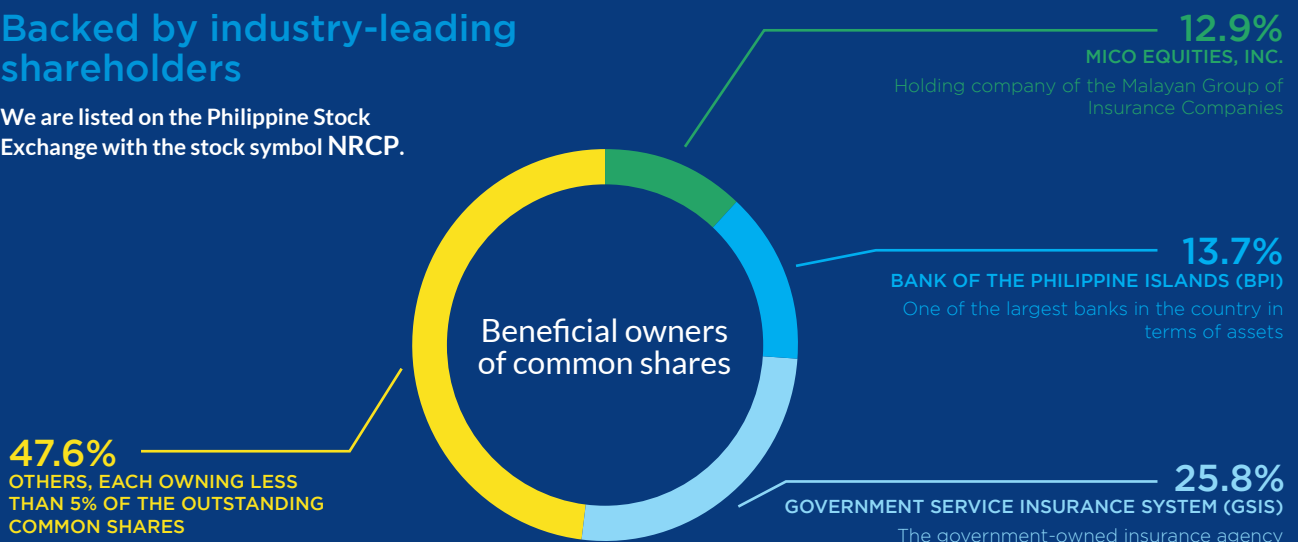 Backed by industry-leading
shareholders
We are listed on the Philippine Stock
Exchange with the stock symbol NRCP.
12.9%
MICO EQUITIES, INC.
Holding company of the Malayan Group of
Insurance Companies
13.7%
BANK OF THE PHILIPPINE ISLANDS (BPI)
One of the largest banks in the country in
terms of assets
Beneficial owners
of common shares
47.6%
OTHERS, EACH OWNING LESS
THAN 5% OF THE OUTSTANDING
COMMON SHARES
25.8%
GOVERNMENT SERVICE INSURANCE SYSTEM (GSIS)
The government-owned insurance agency